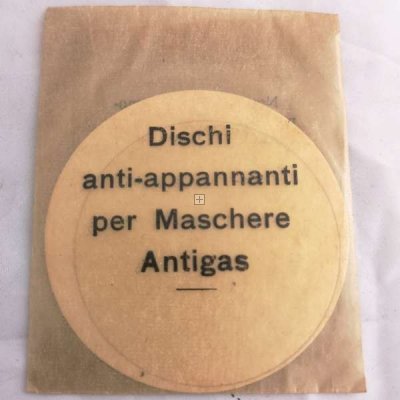 Dischi
anti-appannanti
per Maschere
Antigas